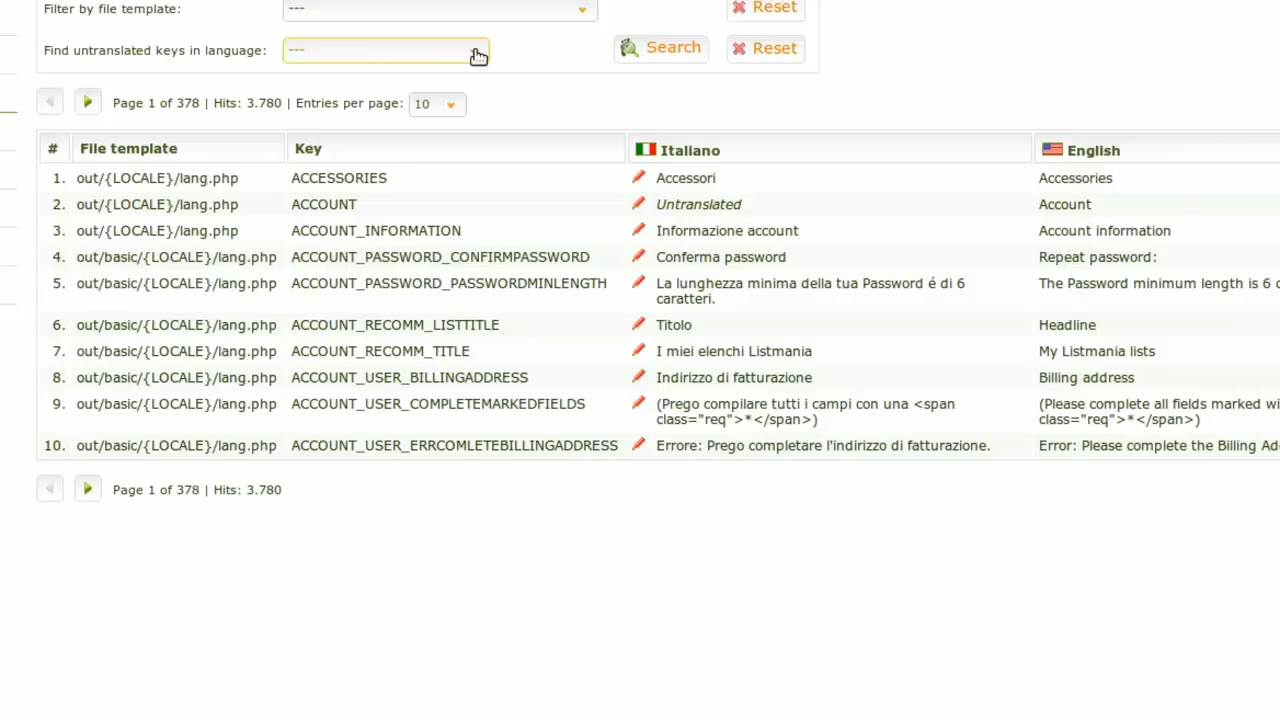 Filter by file template: --- Reset
Find untranslated keys in language: --- Search Reset
Page 1 of 378 | Hits: 3.780 | Entries per page: 10
# File template Key Italiano English
1. out/{LOCALE}/lang.php ACCESSORIES Accessori Accessories
2. out/{LOCALE}/lang.php ACCOUNT Untranslated Account
3. out/{LOCALE}/lang.php ACCOUNT_INFORMATION Informazione account Account information
4. out/basic/{LOCALE}/lang.php ACCOUNT_PASSWORD_CONFIRMPASSWORD Conferma password Repeat password:
5. out/basic/{LOCALE}/lang.php ACCOUNT_PASSWORD_PASSWORDMINLENGTH La lunghezza minima della tua Password é di 6 The Password minimum length is 6
caratteri.
6. out/basic/{LOCALE}/lang.php ACCOUNT_RECOMM_LISTTITLE Titolo Headline
7. out/basic/{LOCALE}/lang.php ACCOUNT_RECOMM_TITLE I miei elenchi Listmania My Listmania lists
8. out/basic/{LOCALE}/lang.php ACCOUNT_USER_BILLINGADDRESS Indirizzo di fatturazione Billing address
9. out/basic/{LOCALE}/lang.php ACCOUNT_USER_COMPLETEMARKEDFIELDS (Prego compilare tutti i campi con una <span (Please complete all fields marked
class="req">*</span>) class="req">*</span>)
10. out/basic/{LOCALE}/lang.php ACCOUNT_USER_ERRCOMLETEBILLINGADDRESS Errore: Prego completare l'indirizzo di fatturazione. Error: Please complete the Billing
Page 1 of 378 | Hits: 3.780